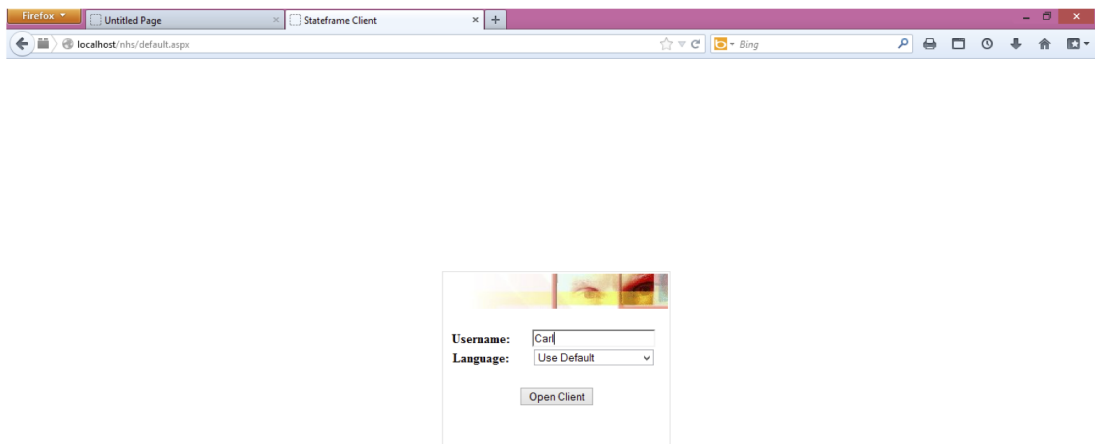 Firefox
Untitled Page
Stateframe Client
localhost/nhs/default.aspx
Bing
Username: Carl
Language: Use Default
Open Client